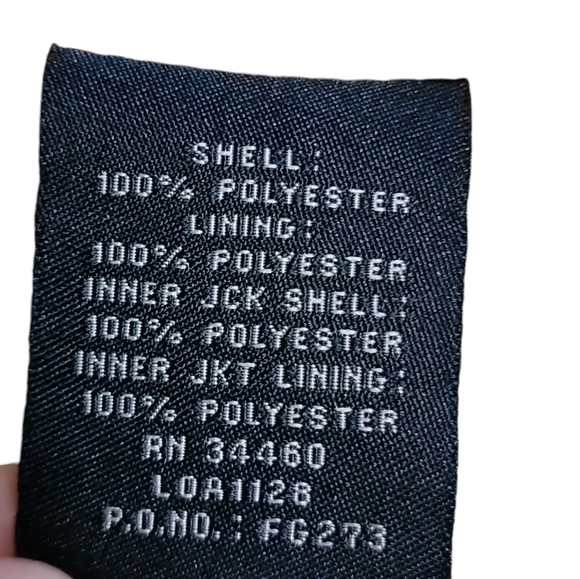 SHELL:
100% POLYESTER
LINING:
100% POLYESTER
INNER JCK SHELL:
100% POLYESTER
INNER JKT LINING:
100% POLYESTER
RN 34460
LOA1128
P.O.NO.: FG273